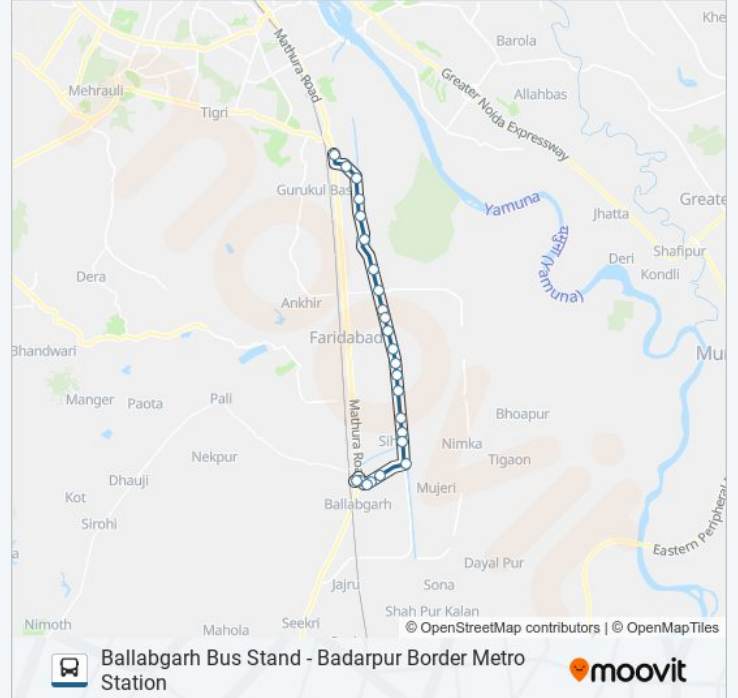 Khe
Barola
Mathura Road
Mehrauli
Allahbas
Greater Noida Expressway
Tigri
Gurukul Bas
Yamuna
Greate
Jhatta
यमुना (Yamuna)
Shafipur
Deri
Kondli
Dera
Ankhir
Faridabad
Bhandwari
Mu
Manger
Paota
Pali
Mathura Roa
Bhoapur
Sih
Nimka
Nekpur
Tigaon
Dhauji
Mujeri
Kot
Ballabgarh
Sirohi
Eastern Peripheral
Dayal Pur
Jajru
Sona
Shah Pur Kalan
Nimoth
Mahola
Seekri
© OpenStreetMap contributors | © OpenMapTiles
Ballabgarh Bus Stand - Badarpur Border Metro
Station
moovit
moovit